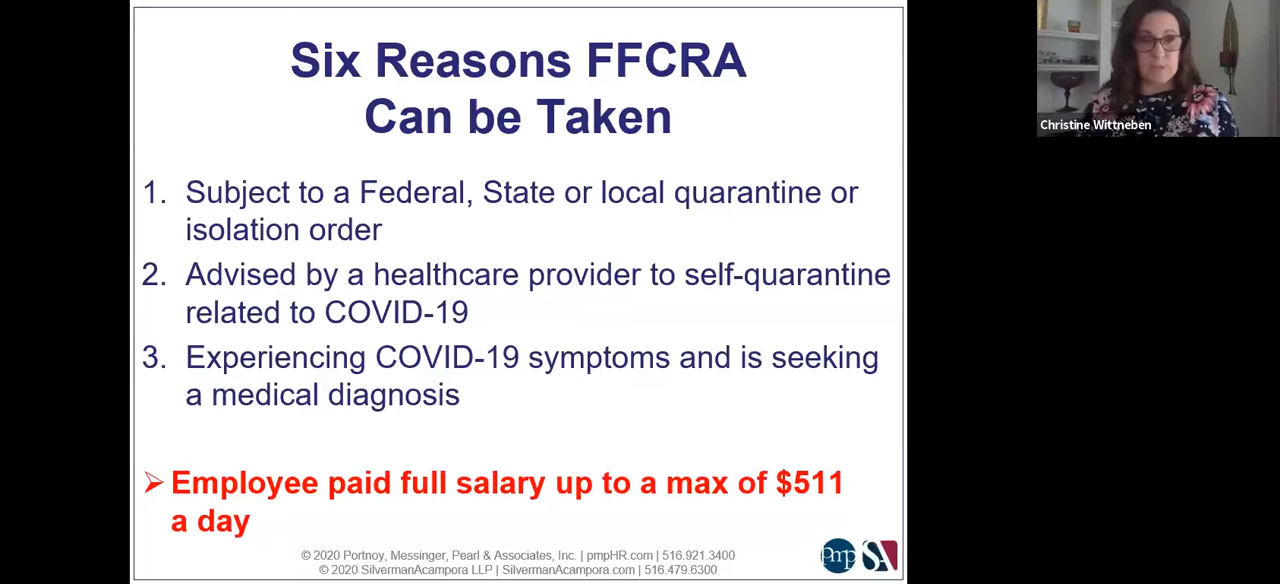 Six Reasons FFCRA
Can be Taken
1. Subject to a Federal, State or local quarantine or
isolation order
2. Advised by a healthcare provider to self-quarantine
related to COVID-19
3. Experiencing COVID-19 symptoms and is seeking
a medical diagnosis
➢ Employee paid full salary up to a max of $511
a day
© 2020 Portnoy, Messinger, Pearl & Associates, Inc. | pmpHR.com | 516.921.3400
© 2020 SilvermanAcampora LLP | SilvermanAcampora.com | 516.479.6300
pmp SA
Christine Wittneben